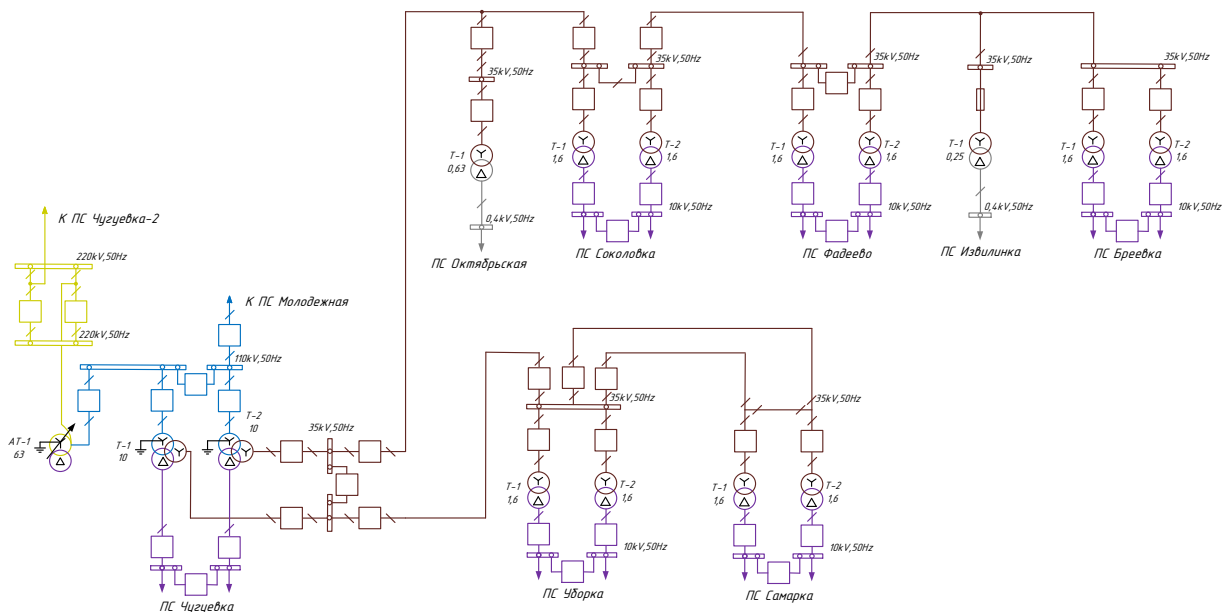 35kV,50Hz
35kV,50Hz
35kV,50Hz
35kV,50Hz
35kV,50Hz
Т-1
0,63
Т-1
1,6
Т-2
1,6
Т-1
1,6
Т-2
1,6
Т-1
0,25
Т-1
1,6
Т-2
1,6
0,4kV,50Hz
10kV,50Hz
10kV,50Hz
0,4kV,50Hz
10kV,50Hz
ПС Октябрьская
ПС Соколовка
ПС Фадеево
ПС Извилинка
ПС Бреевка
К ПС Чугуевка-2
220kV,50Hz
220kV,50Hz
К ПС Молодежная
110kV,50Hz
АТ-1
63
Т-1
10
Т-2
10
35kV,50Hz
35kV,50Hz
35kV,50Hz
Т-1
1,6
Т-2
1,6
Т-1
1,6
Т-2
1,6
10kV,50Hz
10kV,50Hz
ПС Чугуевка
ПС Уборка
ПС Самарка